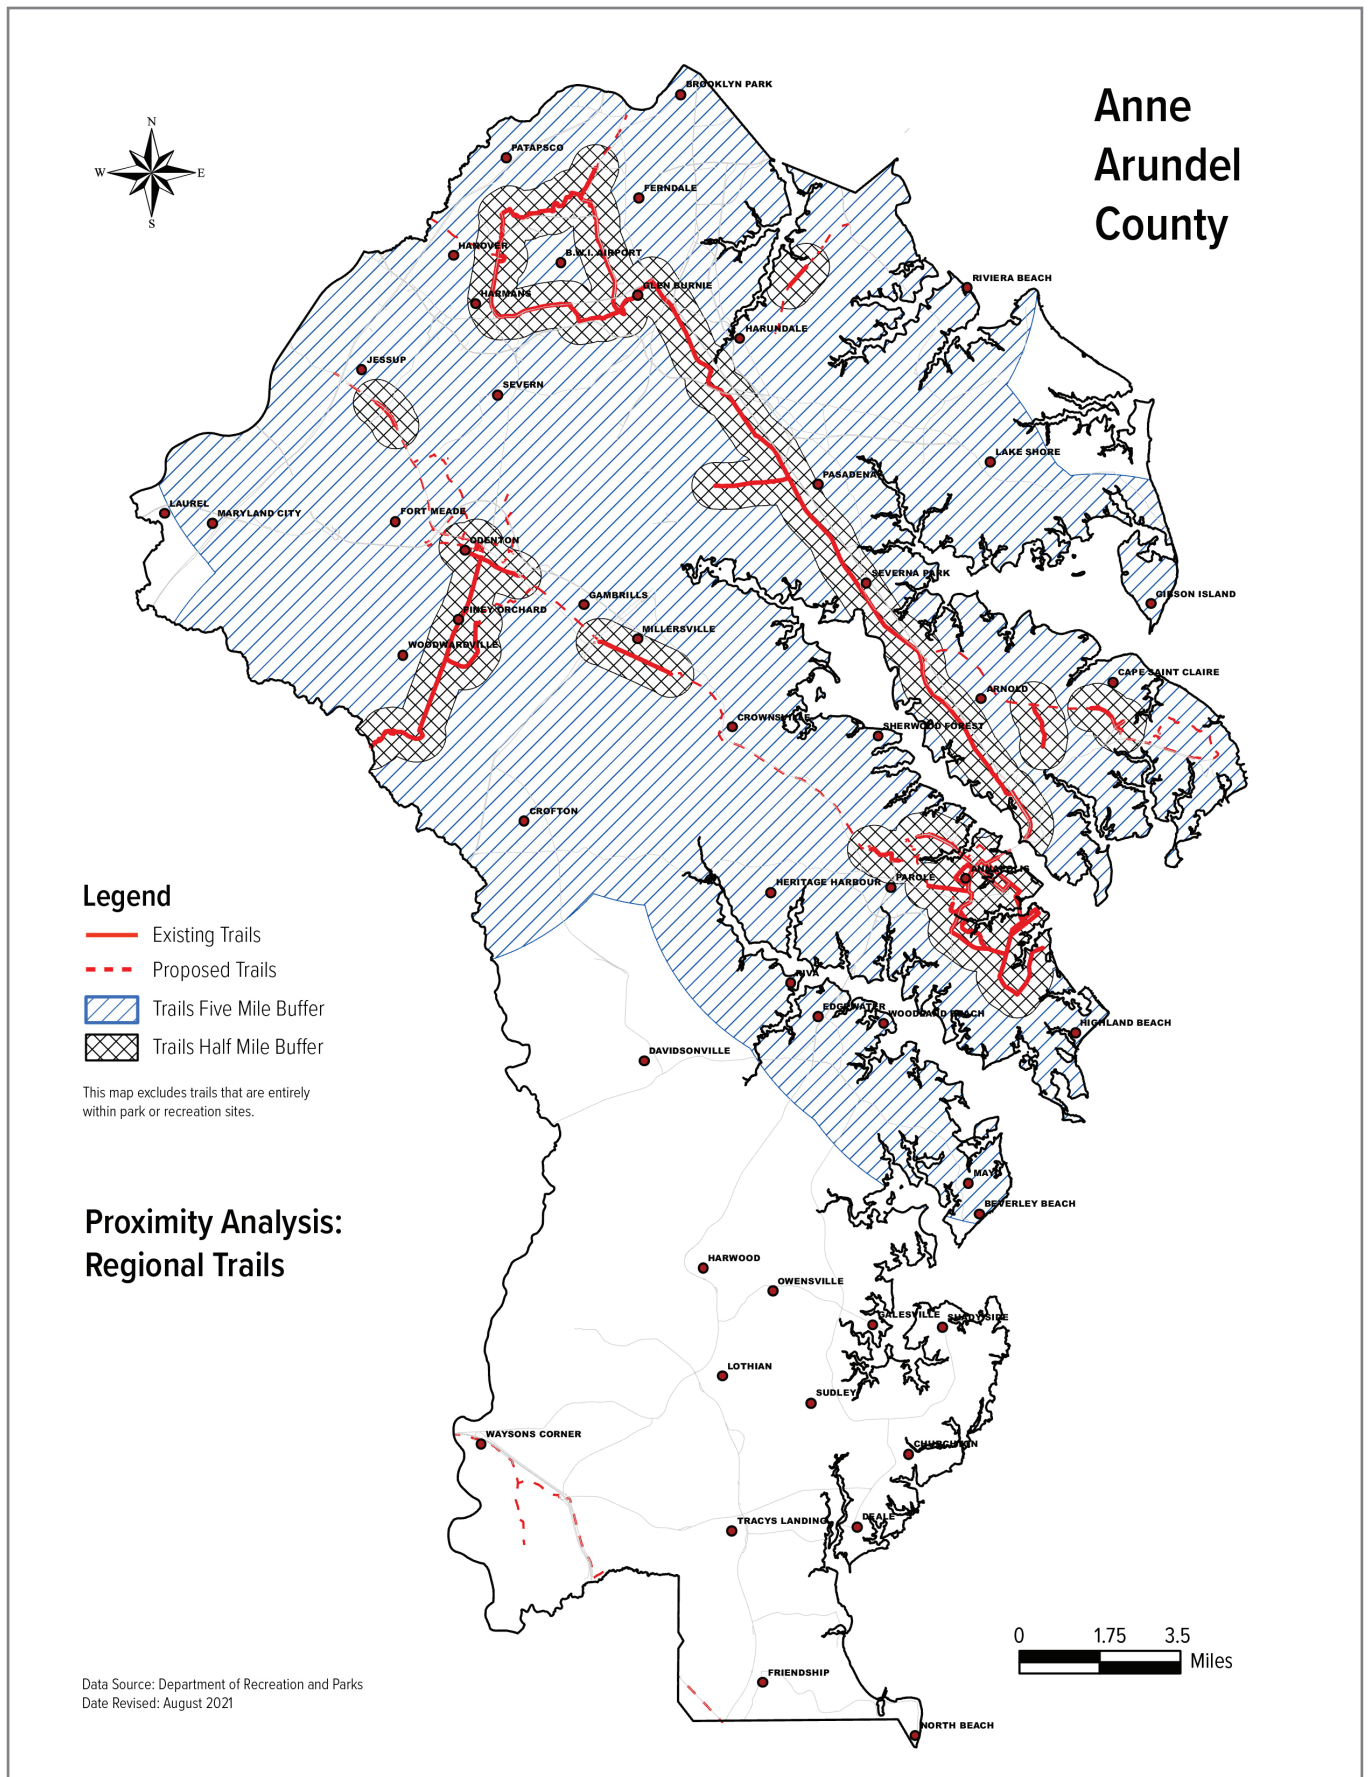 Anne
Arundel
County
N
W
E
S
BROOKLYN PARK
PATAPSCO
FERNDALE
HANOVER
B.W.I. AIRPORT
RIVIERA BEACH
GLEN BURNIE
HARMANS
HARUNDALE
JESSUP
SEVERN
LAKE SHORE
PASADENA
LAUREL
MARYLAND CITY
FORT MEADE
ODENTON
SEVERNA PARK
GIBSON ISLAND
GAMBRILLS
PINEY ORCHARD
MILLERSVILLE
WOODWARDVILLE
CAPE SAINT CLAIRE
ARNOLD
CROWNSVILLE
SHERWOOD FOREST
CROFTON
ANNAPOLIS
PAROLE
HERITAGE HARBOUR
RIVA
EDGEWATER
WOODLAND BEACH
HIGHLAND BEACH
DAVIDSONVILLE
MAYO
BEVERLEY BEACH
HARWOOD
OWENSVILLE
GALESVILLE
SHADYSIDE
LOTHIAN
SUDLEY
WAYSONS CORNER
CHURCHTON
TRACYS LANDING
DEALE
FRIENDSHIP
NORTH BEACH
Legend
Existing Trails
Proposed Trails
Trails Five Mile Buffer
Trails Half Mile Buffer
This map excludes trails that are entirely
within park or recreation sites.
Proximity Analysis:
Regional Trails
0 1.75 3.5
Miles
Data Source: Department of Recreation and Parks
Date Revised: August 2021